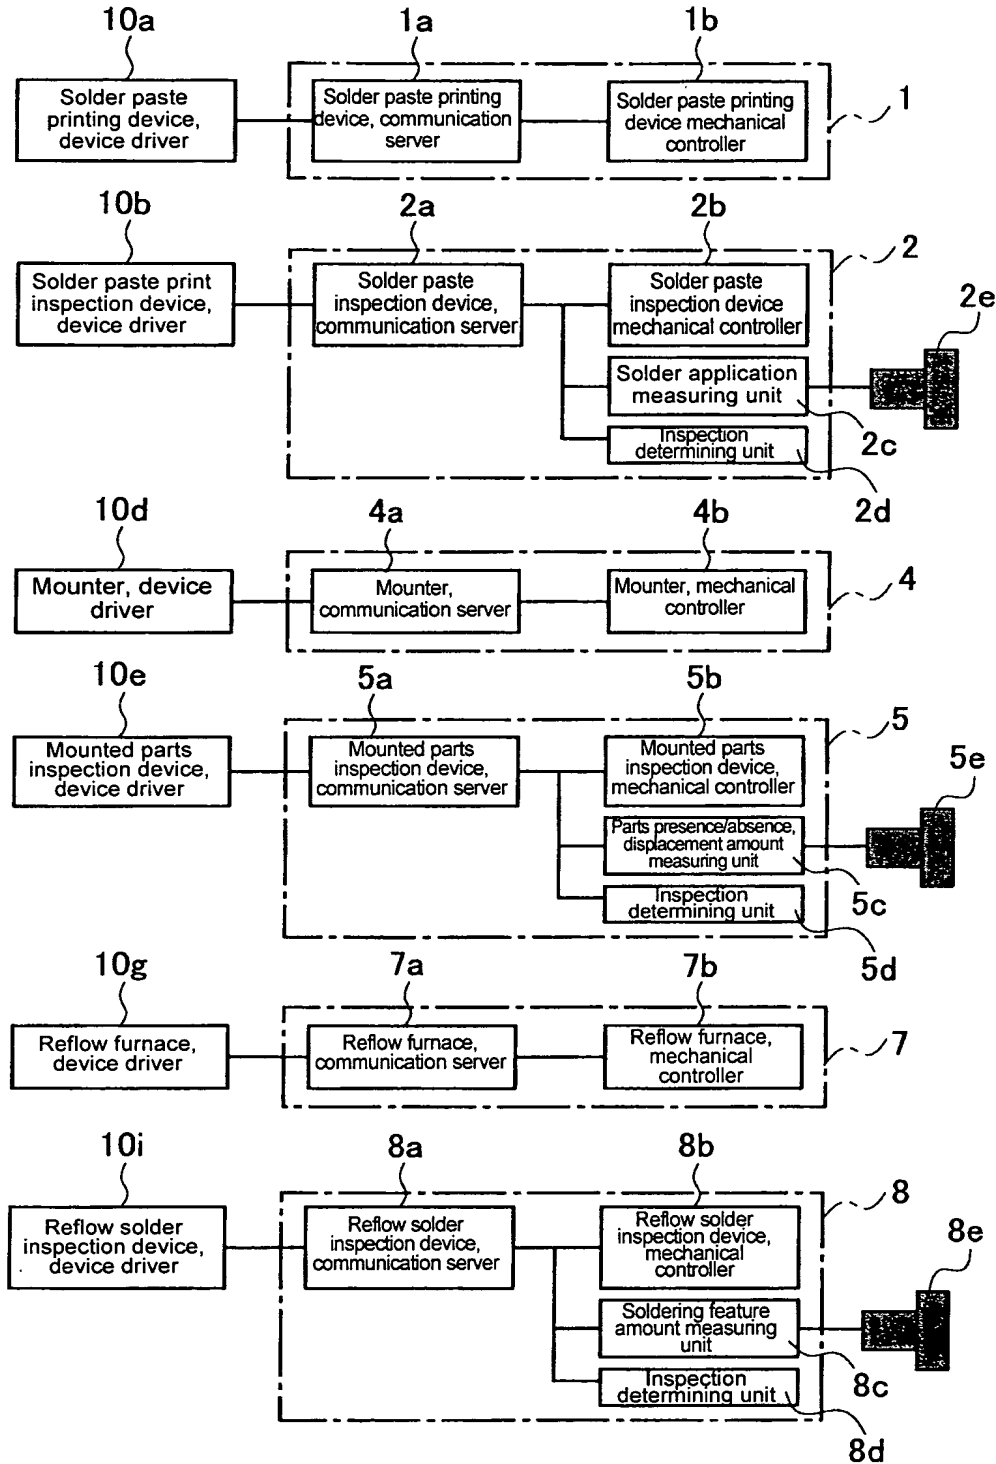 10a
1a
1b
Solder paste
printing device,
device driver
Solder paste printing
device, communication
server
Solder paste printing
device mechanical
controller
1
10b
2a
2b
Solder paste print
inspection device,
device driver
Solder paste
inspection device,
communication server
Solder paste
inspection device
mechanical controller
2
2e
Solder application
measuring unit
2c
Inspection
determining unit
2d
10d
4a
4b
Mounter, device
driver
Mounter,
communication server
Mounter, mechanical
controller
4
10e
5a
5b
Mounted parts
inspection device,
device driver
Mounted parts
inspection device,
communication server
Mounted parts
inspection device,
mechanical controller
5
5e
Parts presence/absence,
displacement amount
measuring unit
5c
Inspection
determining unit
5d
10g
7a
7b
Reflow furnace,
device driver
Reflow furnace,
communication server
Reflow furnace,
mechanical
controller
7
10i
8a
8b
Reflow solder
inspection device,
device driver
Reflow solder
inspection device,
communication server
Reflow solder
inspection device,
mechanical
controller
8
8e
Soldering feature
amount measuring
unit
8c
Inspection
determining unit
8d